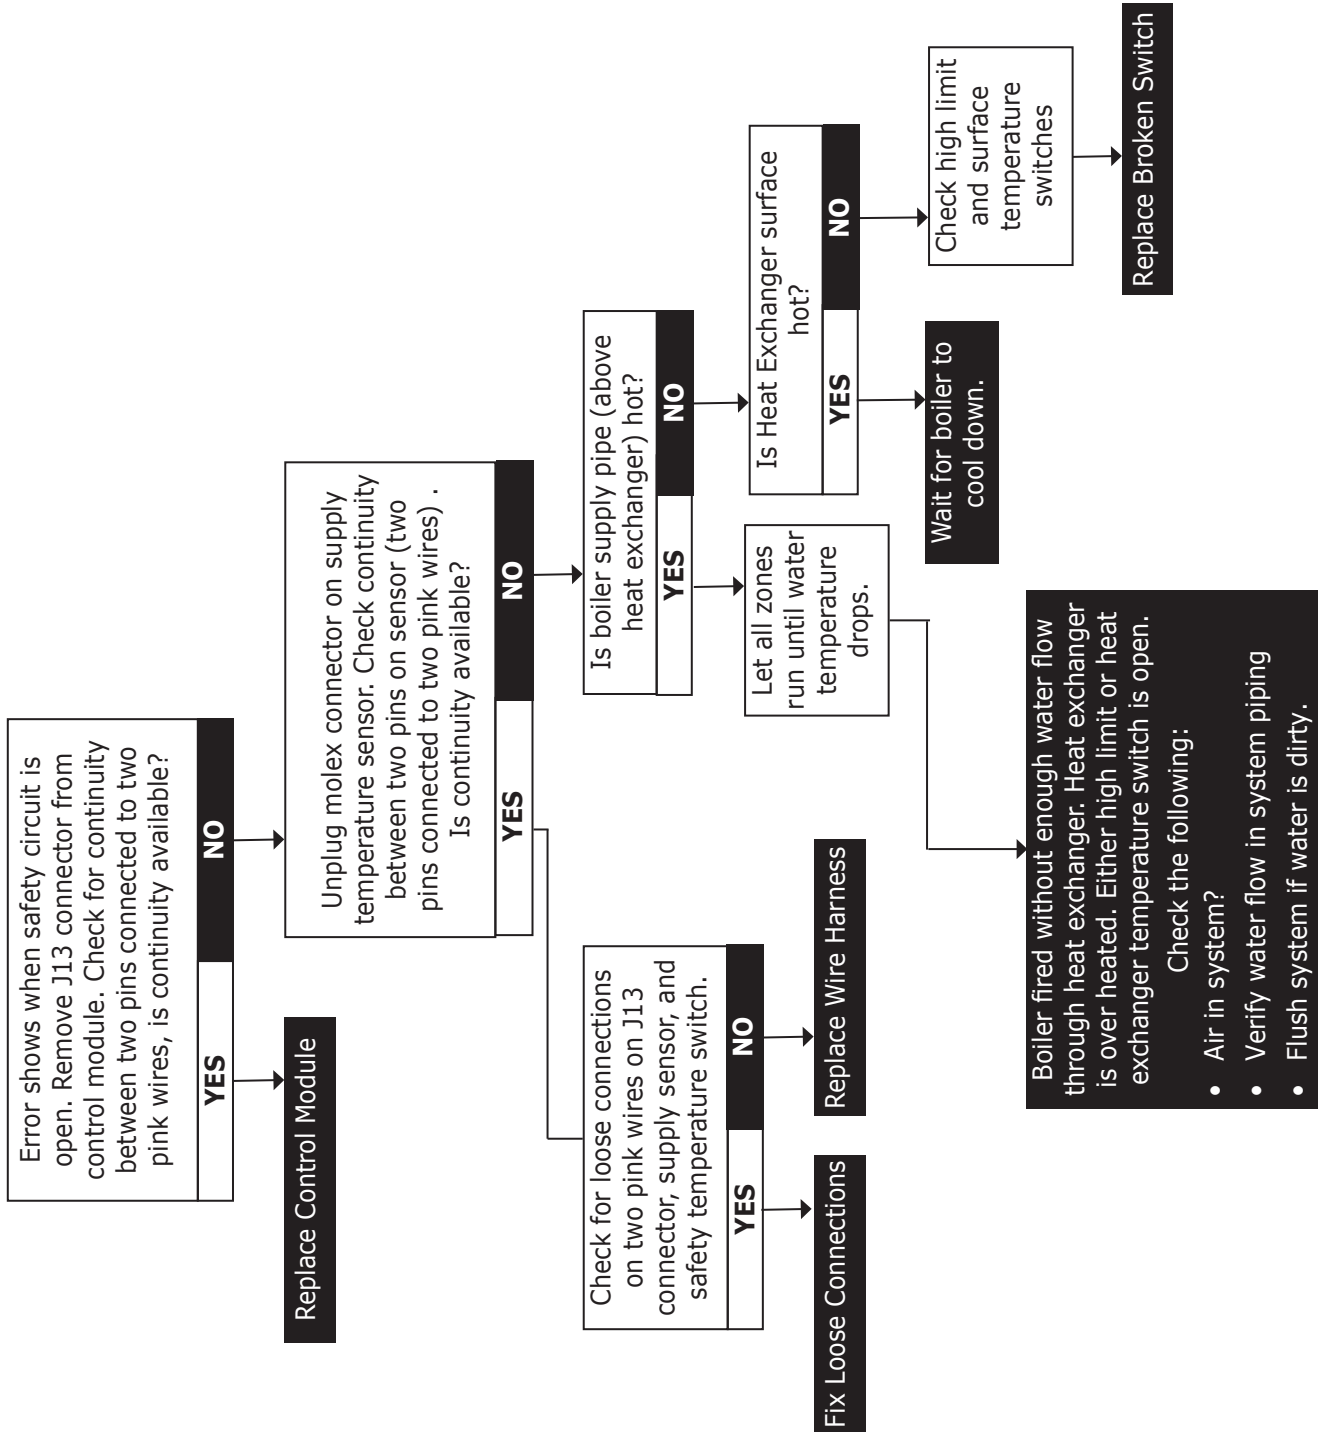 Error shows when safety circuit is
open. Remove J13 connector from
control module. Check for continuity
between two pins connected to two
pink wires, is continuity available?
YES
NO
Replace Control Module
Unplug molex connector on supply
temperature sensor. Check continuity
between two pins on sensor (two
pins connected to two pink wires) .
Is continuity available?
YES
NO
Check for loose connections
on two pink wires on J13
connector, supply sensor, and
safety temperature switch.
YES
NO
Fix Loose Connections
Replace Wire Harness
Is boiler supply pipe (above
heat exchanger) hot?
YES
NO
Let all zones
run until water
temperature
drops.
Boiler fired without enough water flow
through heat exchanger. Heat exchanger
is over heated. Either high limit or heat
exchanger temperature switch is open.
Check the following:
• Air in system?
• Verify water flow in system piping
• Flush system if water is dirty.
Is Heat Exchanger surface
hot?
YES
NO
Wait for boiler to
cool down.
Check high limit
and surface
temperature
switches
Replace Broken Switch